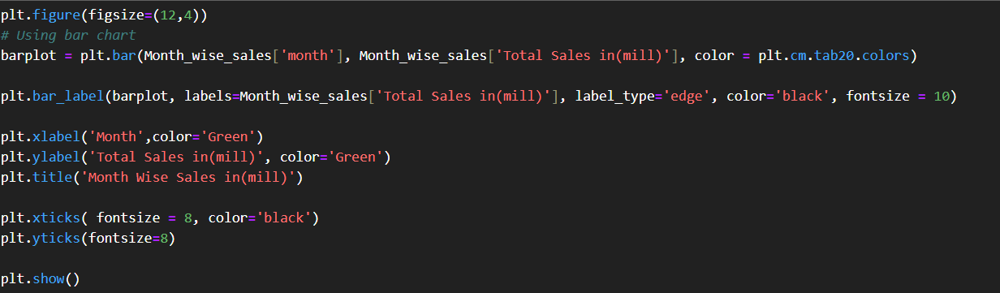 plt.figure(figsize=(12,4))
# Using bar chart
barplot = plt.bar(Month_wise_sales['month'], Month_wise_sales['Total Sales in(mill)'], color = plt.cm.tab20.colors)
plt.bar_label(barplot, labels=Month_wise_sales['Total Sales in(mill)'], label_type='edge', color='black', fontsize = 10)
plt.xlabel('Month',color='Green')
plt.ylabel('Total Sales in(mill)', color='Green')
plt.title('Month Wise Sales in(mill)')
plt.xticks( fontsize = 8, color='black')
plt.yticks(fontsize=8)
plt.show()